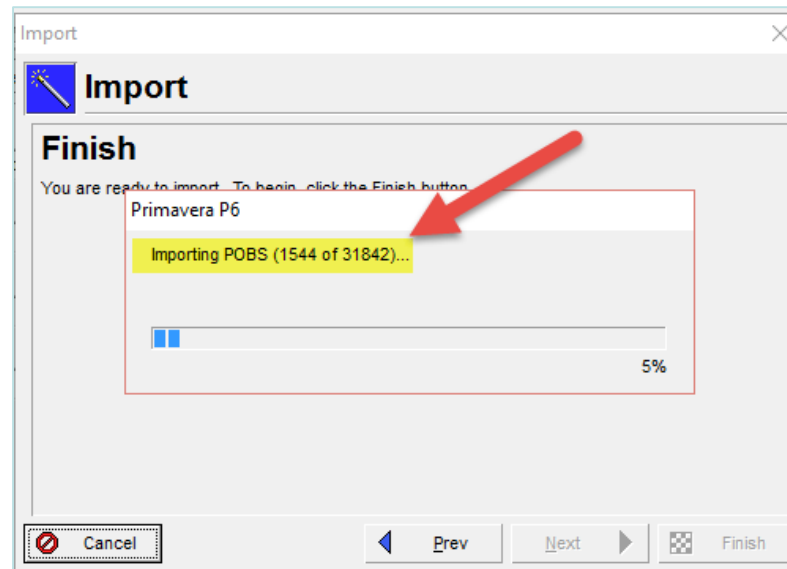 Import
Import
Finish
You are ready to import. To begin, click the Finish button.
Primavera P6
Importing POBS (1544 of 31842)...
5%
Cancel
Prev
Next
Finish